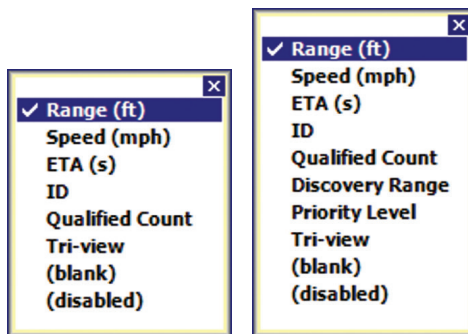 ✓ Range (ft)
Speed (mph)
ETA (s)
ID
Qualified Count
Tri-view
(blank)
(disabled)
✓ Range (ft)
Speed (mph)
ETA (s)
ID
Qualified Count
Discovery Range
Priority Level
Tri-view
(blank)
(disabled)